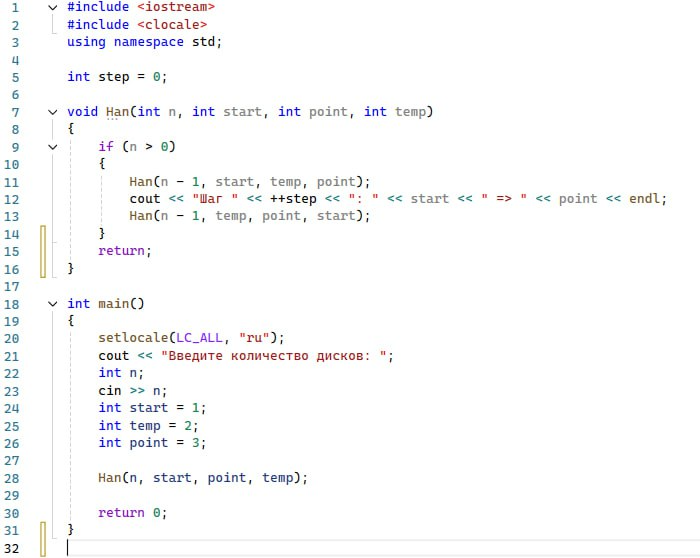 1 #include <iostream>
2 #include <clocale>
3 using namespace std;
4
5 int step = 0;
6
7 void Han(int n, int start, int point, int temp)
8 {
9     if (n > 0)
10     {
11         Han(n - 1, start, temp, point);
12         cout << "Шаг " << ++step << ": " << start << " => " << point << endl;
13         Han(n - 1, temp, point, start);
14     }
15     return;
16 }
17
18 int main()
19 {
20     setlocale(LC_ALL, "ru");
21     cout << "Введите количество дисков: ";
22     int n;
23     cin >> n;
24     int start = 1;
25     int temp = 2;
26     int point = 3;
27
28     Han(n, start, point, temp);
29
30     return 0;
31 }
32